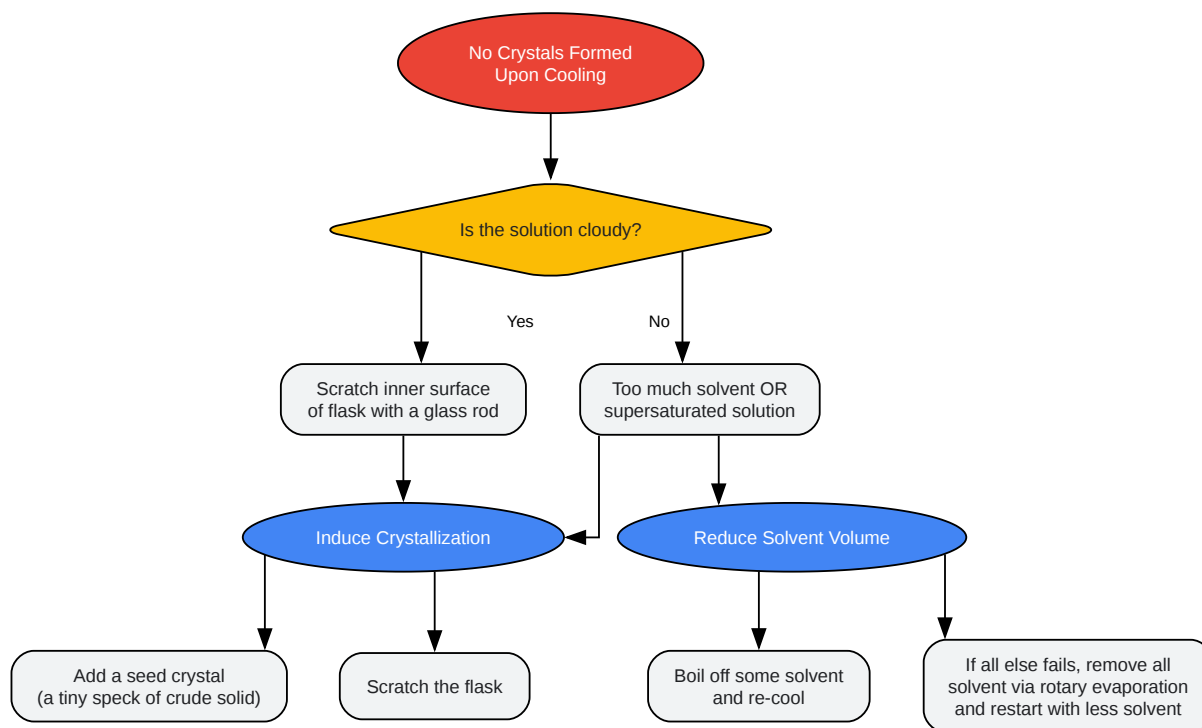 No Crystals Formed
Upon Cooling
Is the solution cloudy?
Yes
No
Scratch inner surface
of flask with a glass rod
Too much solvent OR
supersaturated solution
Induce Crystallization
Reduce Solvent Volume
Add a seed crystal
(a tiny speck of crude solid)
Scratch the flask
Boil off some solvent
and re-cool
If all else fails, remove all
solvent via rotary evaporation
and restart with less solvent